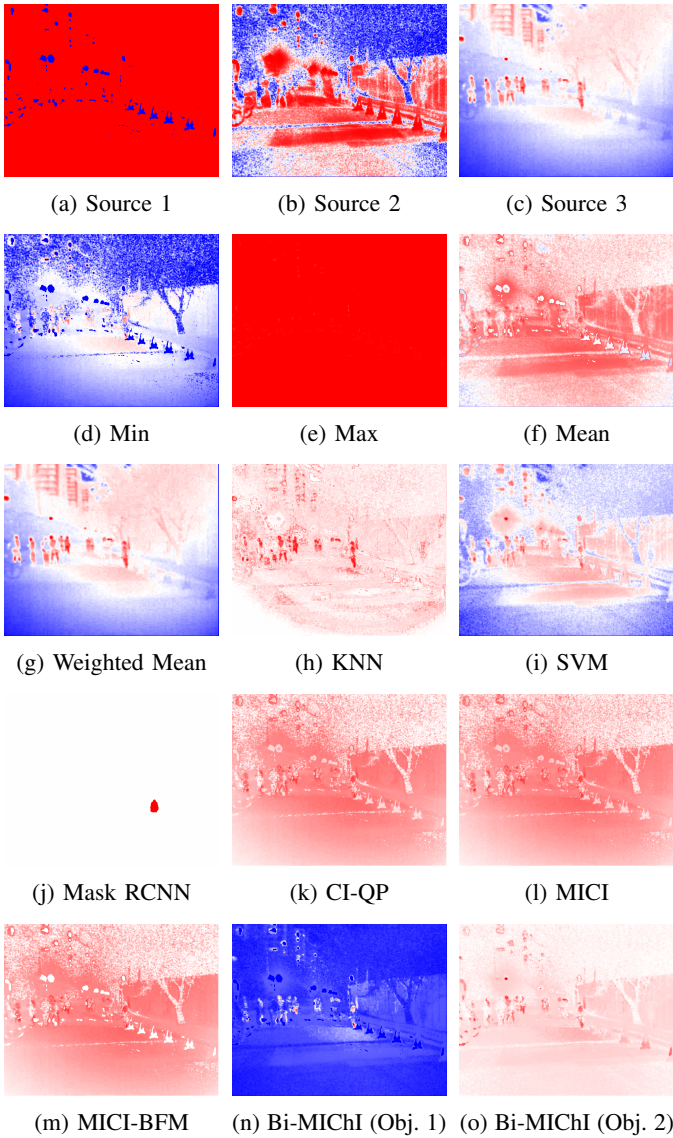 (a) Source 1
(b) Source 2
(c) Source 3
(d) Min
(e) Max
(f) Mean
(g) Weighted Mean
(h) KNN
(i) SVM
(j) Mask RCNN
(k) CI-QP
(l) MICI
(m) MICI-BFM
(n) Bi-MIChI (Obj. 1)
(o) Bi-MIChI (Obj. 2)